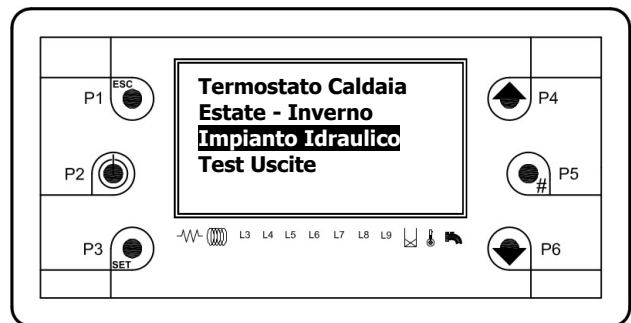 ESC
P1
P2
P3
SET
Termostato Caldaia
Estate - Inverno
Impianto Idraulico
Test Uscite
L3 L4 L5 L6 L7 L8 L9
P4
P5
#
P6